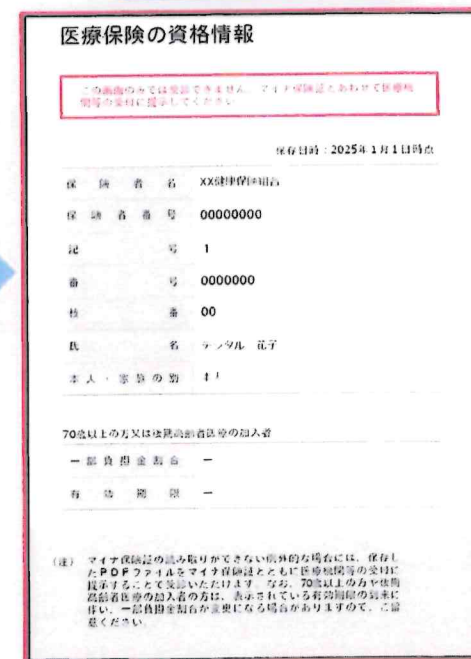 医療保険の資格情報
この画面のみでは受診できません。マイナ保険証とあわせて医療機
関等の受付に提示してください
保存日時：2025年1月1日時点
保険者名 XX健康保険組合
保険者番号 00000000
記号 1
番号 0000000
枝番 00
氏名 デジタル 花子
本人・家族の別 本人
70歳以上の方又は後期高齢者医療の加入者
一部負担金割合 ー
有効期限 ー
（注） マイナ保険証の読み取りができない例外的な場合には、保存し
たPDFファイルをマイナ保険証とともに医療機関等の受付に
提示することで受診いただけます。なお、70歳以上の方や後期
高齢者医療の加入者の方は、表示されている有効期限の到来に
伴い、一部負担金割合が変更になる場合がありますので、ご留
意ください。